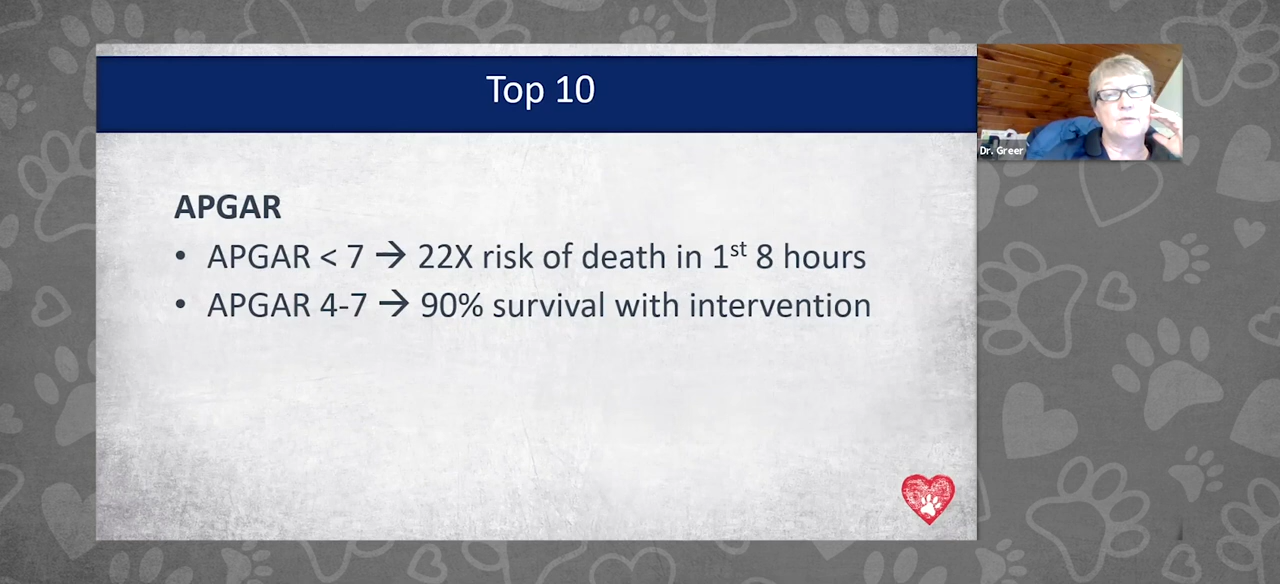 Top 10
Dr. Greer
APGAR
• APGAR < 7 → 22X risk of death in 1st 8 hours
• APGAR 4-7 → 90% survival with intervention